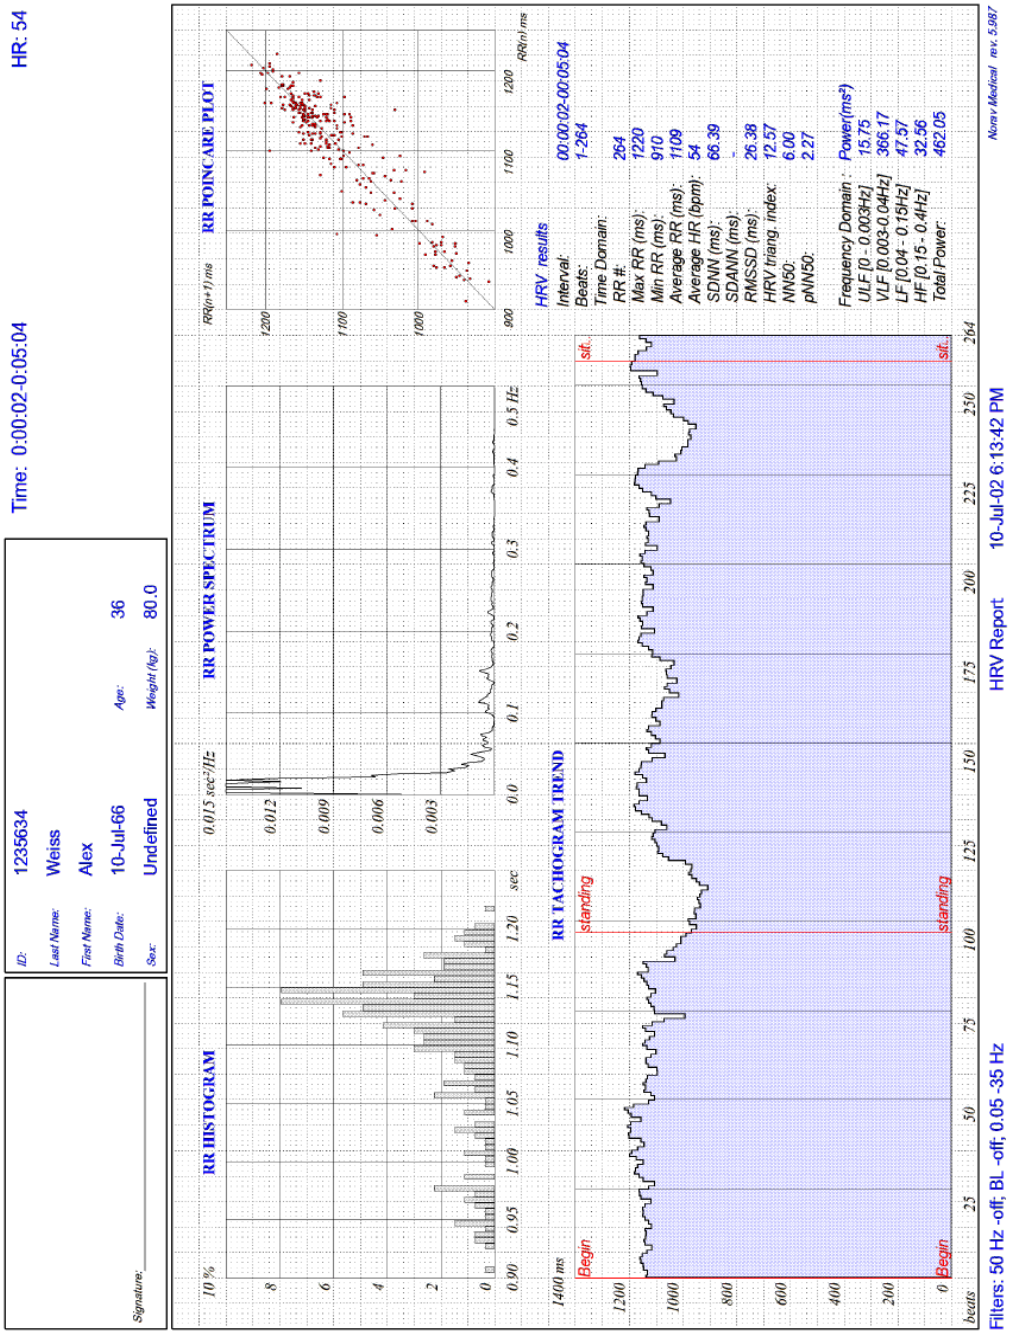 ID: 1235634
Last Name: Weiss
First Name: Alex
Birth Date: 10-Jul-66 Age: 36
Sex: Undefined Weight (kg): 80.0
Signature:
Time: 0:00:02-0:05:04
HR: 54
RR HISTOGRAM
10 %
8
6
4
2
0
0.90 0.95 1.00 1.05 1.10 1.15 1.20 sec
RR POWER SPECTRUM
0.015 sec²/Hz
0.012
0.009
0.006
0.003
0.0 0.1 0.2 0.3 0.4 0.5 Hz
RR POINCARE PLOT
RR(n+1) ms
1200
1100
1000
900 1000 1100 1200 RR(n) ms
RR TACHOGRAM TREND
1400 ms
1200
1000
800
600
400
200
0
Begin standing sit...
Begin standing sit...
beats 25 50 75 100 125 150 175 200 225 250 264
HRV results
Interval: 00:00:02-00:05:04
Beats: 1-264
Time Domain:
RR #: 264
Max RR (ms): 1220
Min RR (ms): 910
Average RR (ms): 1109
Average HR (bpm): 54
SDNN (ms): 66.39
SDANN (ms): -
RMSSD (ms): 26.38
HRV triang. index: 12.57
NN50: 6.00
pNN50: 2.27
Frequency Domain : Power(ms²)
ULF [0 - 0.003Hz] 15.75
VLF [0.003-0.04Hz] 366.17
LF [0.04 - 0.15Hz] 47.57
HF [0.15 - 0.4Hz] 32.56
Total Power: 462.05
Filters: 50 Hz -off; BL -off; 0.05 -35 Hz
HRV Report
10-Jul-02 6:13:42 PM
Norav Medical rev. 5.987